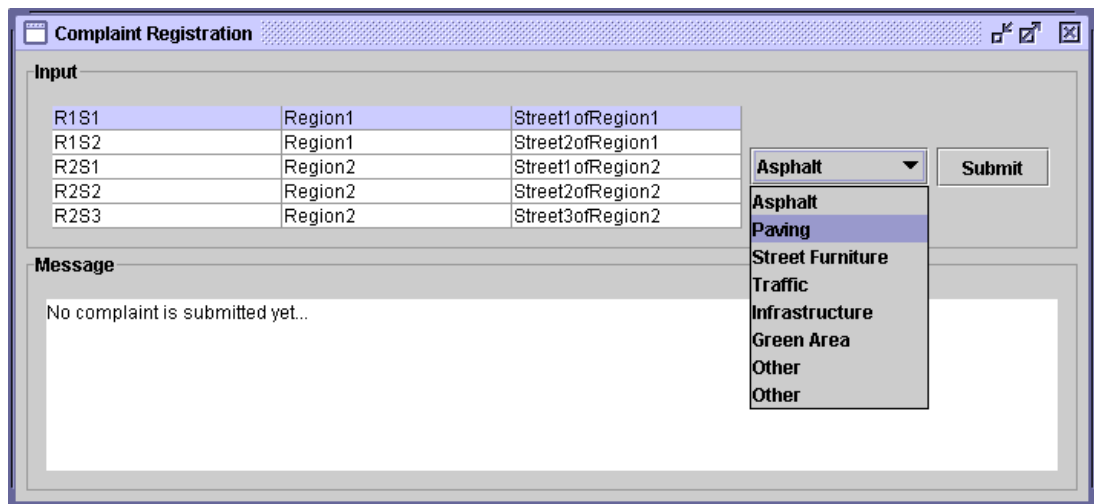 Complaint Registration
Input
R1S1 Region1 Street1ofRegion1
R1S2 Region1 Street2ofRegion1
R2S1 Region2 Street1ofRegion2
R2S2 Region2 Street2ofRegion2
R2S3 Region2 Street3ofRegion2
Asphalt Submit
Asphalt
Paving
Street Furniture
Traffic
Infrastructure
Green Area
Other
Other
Message
No complaint is submitted yet...